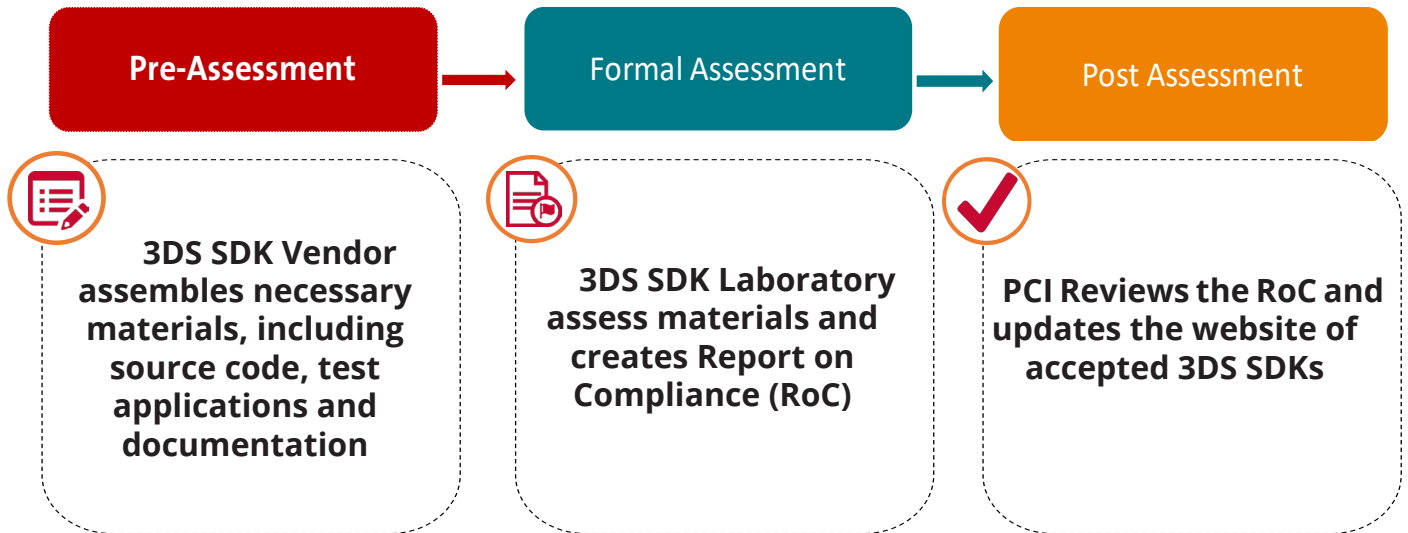 Pre-Assessment
Formal Assessment
Post Assessment
3DS SDK Vendor
assembles necessary
materials, including
source code, test
applications and
documentation
3DS SDK Laboratory
assess materials and
creates Report on
Compliance (RoC)
PCI Reviews the RoC and
updates the website of
accepted 3DS SDKs